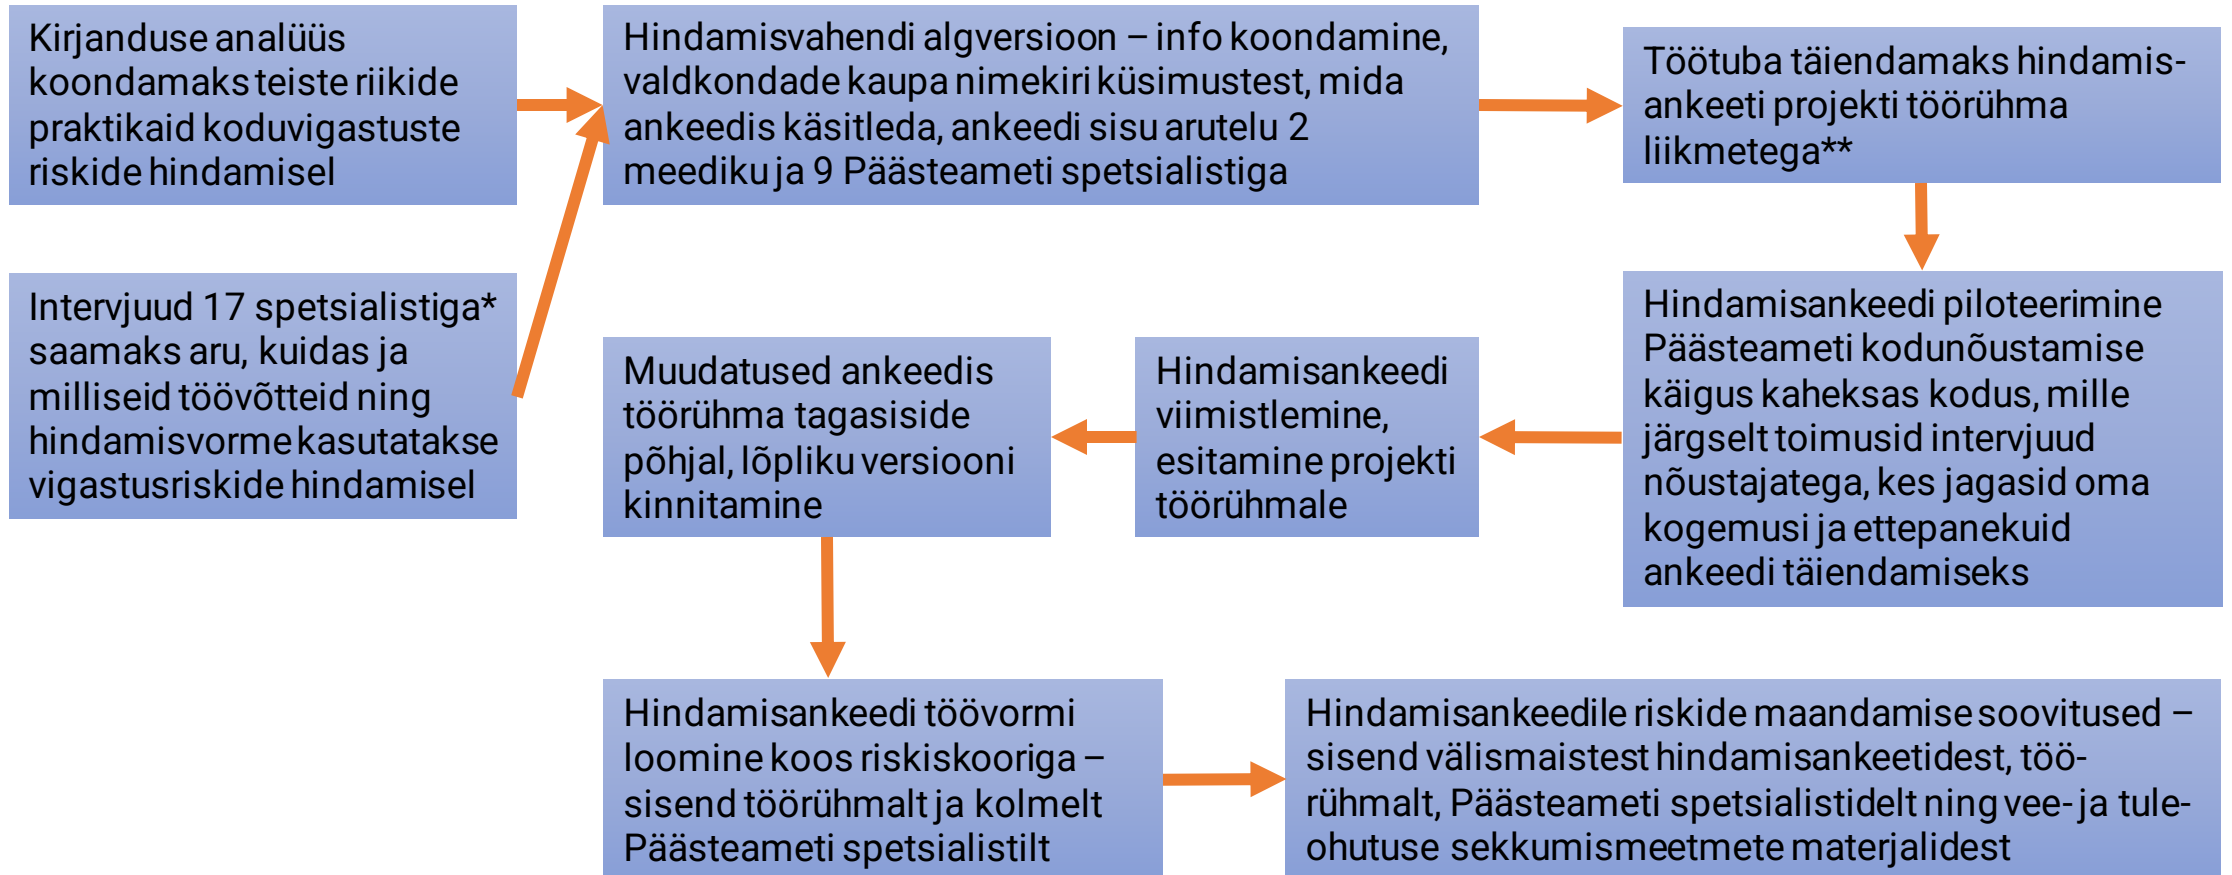 Kirjanduse analüüs
koondamaks teiste riikide
praktikaid koduvigastuste
riskide hindamisel
Intervjuud 17 spetsialistiga*
saamaks aru, kuidas ja
milliseid töövõtteid ning
hindamisvorme kasutatakse
vigastusriskide hindamisel
Hindamisvahendi algversioon – info koondamine,
valdkondade kaupa nimekiri küsimustest, mida
ankeedis käsitleda, ankeedi sisu arutelu 2
meediku ja 9 Päästeameti spetsialistiga
Töötuba täiendamaks hindamis-
ankeeti projekti töörühma
liikmetega**
Hindamisankeedi piloteerimine
Päästeameti kodunõustamise
käigus kaheksas kodus, mille
järgselt toimusid intervjuud
nõustajatega, kes jagasid oma
kogemusi ja ettepanekuid
ankeedi täiendamiseks
Hindamisankeedi
viimistlemine,
esitamine projekti
töörühmale
Muudatused ankeedis
töörühma tagasiside
põhjal, lõpliku versiooni
kinnitamine
Hindamisankeedi töövormi
loomine koos riskiskooriga –
sisend töörühmalt ja kolmelt
Päästeameti spetsialistilt
Hindamisankeedile riskide maandamise soovitused –
sisend välismaistest hindamisankeetidest, töö-
rühmalt, Päästeameti spetsialistidelt ning vee- ja tule-
ohutuse sekkumismeetmete materjalidest